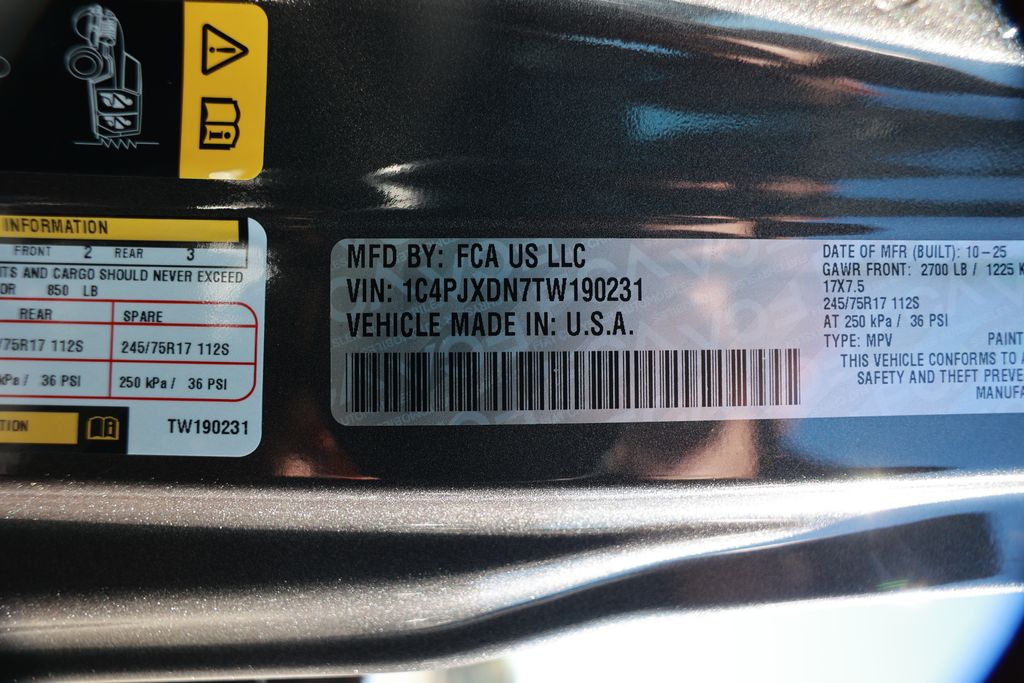 INFORMATION
FRONT 2 REAR 3
TS AND CARGO SHOULD NEVER EXCEED
OR 850 LB
REAR SPARE
/75R17 112S 245/75R17 112S
kPa / 36 PSI 250 kPa / 36 PSI
TION
TW190231
MFD BY: FCA US LLC
VIN: 1C4PJXDN7TW190231
VEHICLE MADE IN: U.S.A.
DATE OF MFR (BUILT): 10-25
GAWR FRONT: 2700 LB / 1225 K
17X7.5
245/75R17 112S
AT 250 kPa / 36 PSI
TYPE: MPV PAINT
THIS VEHICLE CONFORMS TO A
SAFETY AND THEFT PREVE
MANUFA